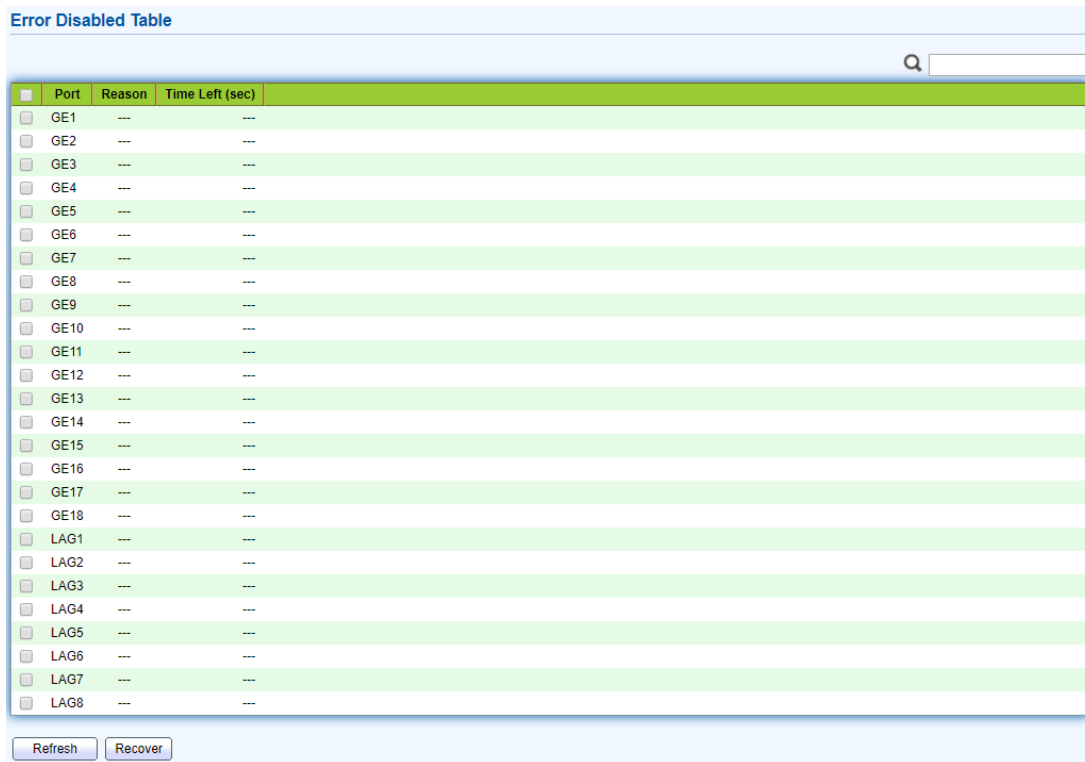 Error Disabled Table
Port Reason Time Left (sec)
GE1 --- ---
GE2 --- ---
GE3 --- ---
GE4 --- ---
GE5 --- ---
GE6 --- ---
GE7 --- ---
GE8 --- ---
GE9 --- ---
GE10 --- ---
GE11 --- ---
GE12 --- ---
GE13 --- ---
GE14 --- ---
GE15 --- ---
GE16 --- ---
GE17 --- ---
GE18 --- ---
LAG1 --- ---
LAG2 --- ---
LAG3 --- ---
LAG4 --- ---
LAG5 --- ---
LAG6 --- ---
LAG7 --- ---
LAG8 --- ---
Refresh Recover